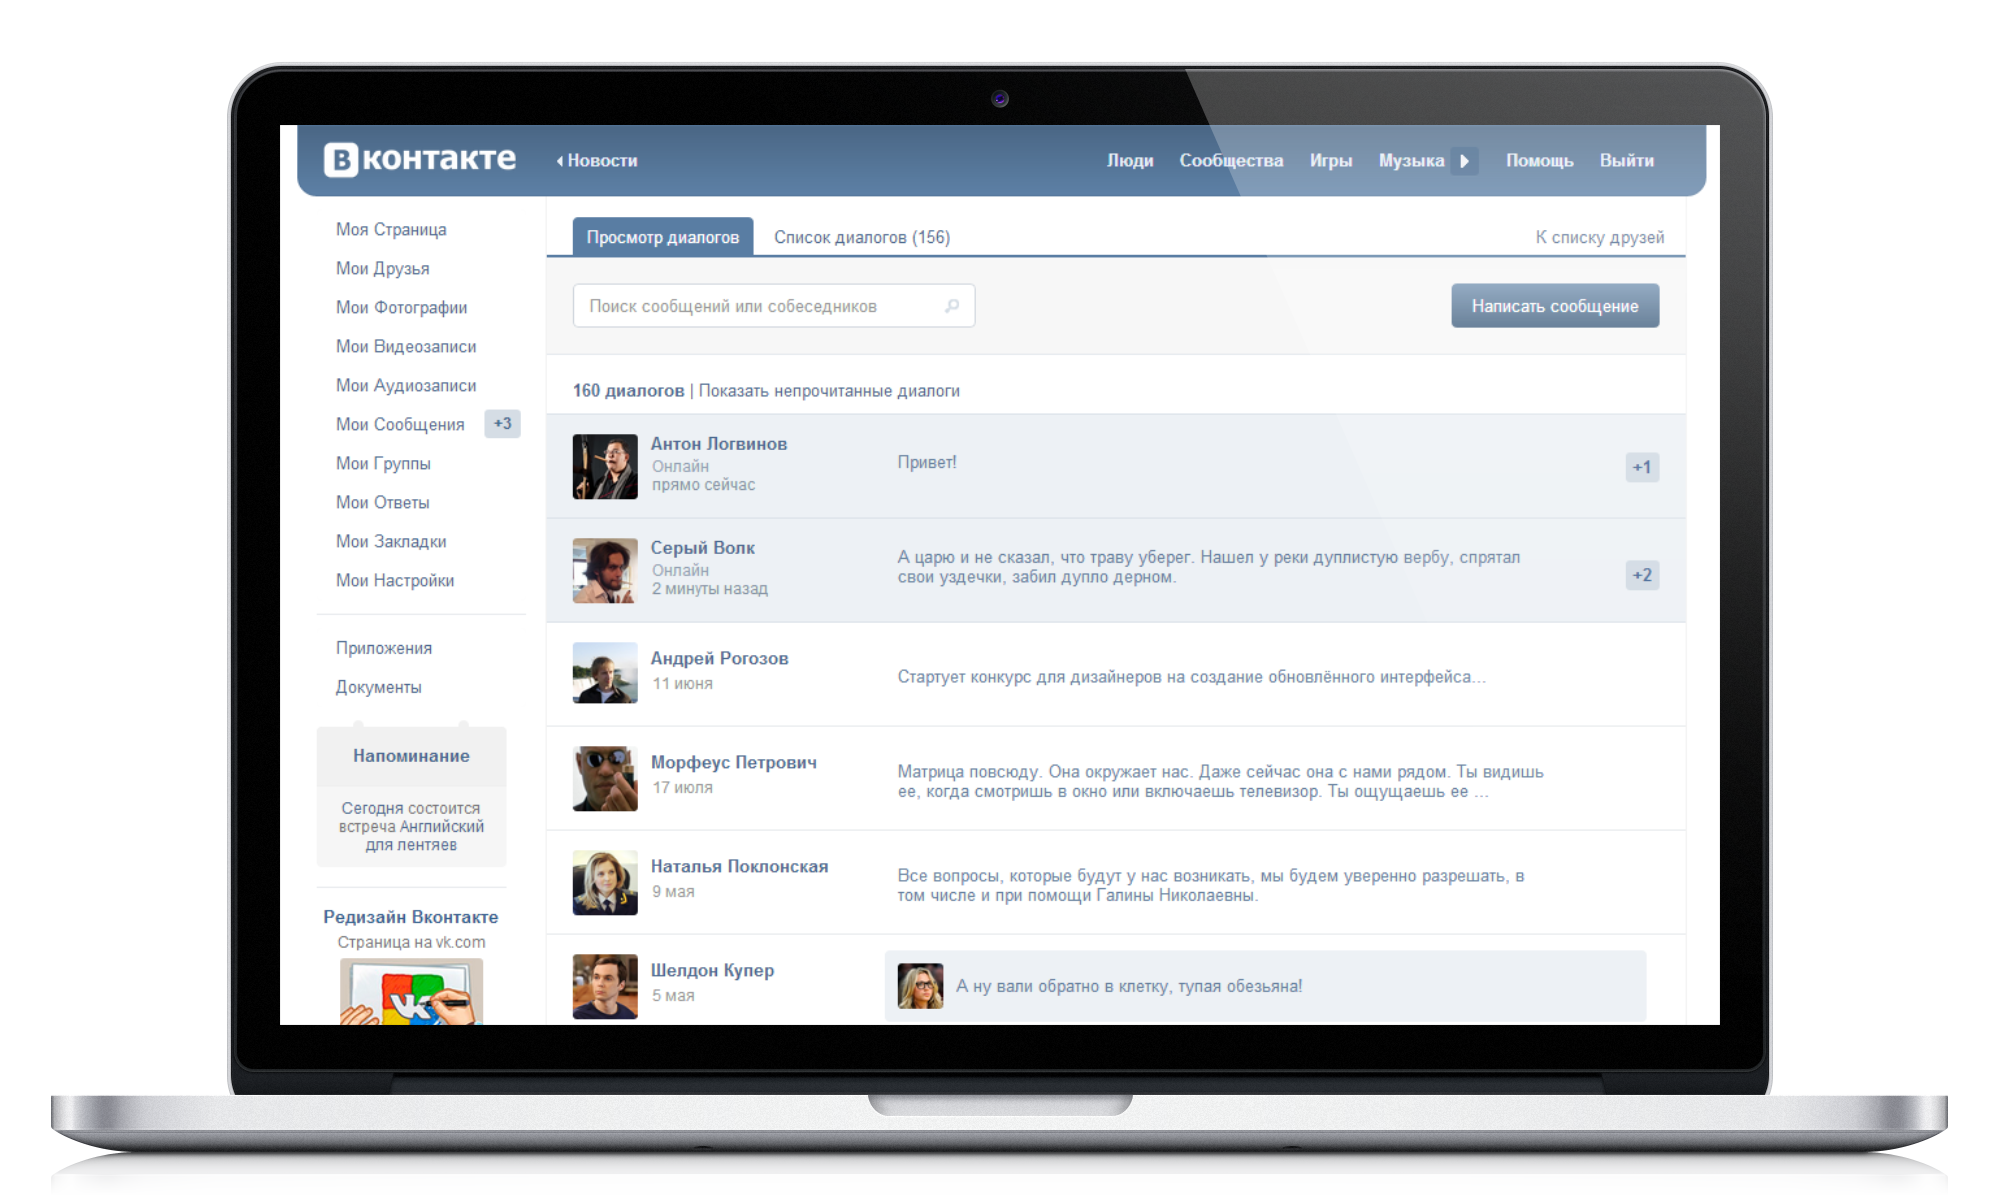 В контакте
Новости
Люди Сообщества Игры Музыка Помощь Выйти
Моя Страница
Мои Друзья
Мои Фотографии
Мои Видеозаписи
Мои Аудиозаписи
Мои Сообщения +3
Мои Группы
Мои Ответы
Мои Закладки
Мои Настройки
Приложения
Документы
Напоминание
Сегодня состоится
встреча Английский
для лентяев
Редизайн Вконтакте
Страница на vk.com
Просмотр диалогов Список диалогов (156) К списку друзей
Поиск сообщений или собеседников Написать сообщение
160 диалогов | Показать непрочитанные диалоги
Антон Логвинов
Онлайн
прямо сейчас
Привет!
+1
Серый Волк
Онлайн
2 минуты назад
А царю и не сказал, что траву уберег. Нашел у реки дуплистую вербу, спрятал
свои уздечки, забил дупло дерном.
+2
Андрей Рогозов
11 июня
Стартует конкурс для дизайнеров на создание обновлённого интерфейса...
Морфеус Петрович
17 июля
Матрица повсюду. Она окружает нас. Даже сейчас она с нами рядом. Ты видишь
ее, когда смотришь в окно или включаешь телевизор. Ты ощущаешь ее ...
Наталья Поклонская
9 мая
Все вопросы, которые будут у нас возникать, мы будем уверенно разрешать, в
том числе и при помощи Галины Николаевны.
Шелдон Купер
5 мая
А ну вали обратно в клетку, тупая обезьяна!